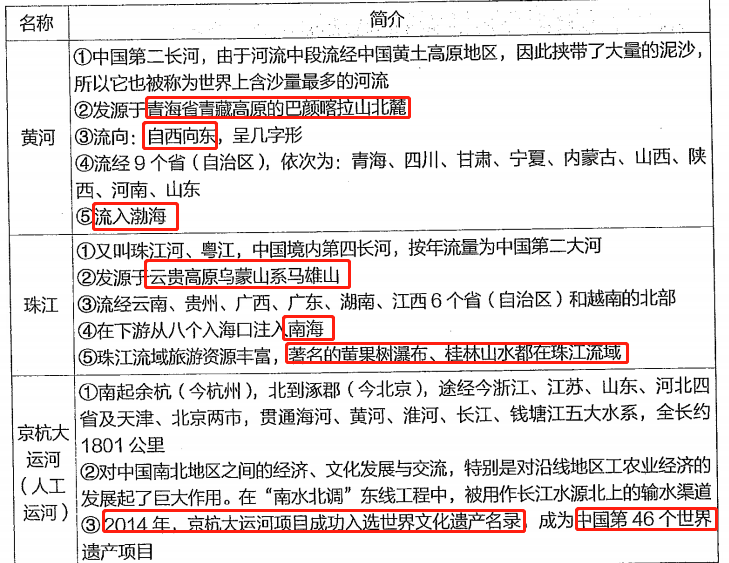 名称 简介
①中国第二长河，由于河流中段流经中国黄土高原地区，因此挟带了大量的泥沙，
所以它也被称为世界上含沙量最多的河流
②发源于青海省青藏高原的巴颜喀拉山北麓
黄河 ③流向：自西向东，呈几字形
④流经9个省（自治区），依次为：青海、四川、甘肃、宁夏、内蒙古、山西、陕
西、河南、山东
⑤流入渤海
①又叫珠江河、粤江，中国境内第四长河，按年流量为中国第二大河
②发源于云贵高原乌蒙山系马雄山
珠江 ③流经云南、贵州、广西、广东、湖南、江西6个省（自治区）和越南的北部
④在下游从八个入海口注入南海
⑤珠江流域旅游资源丰富，著名的黄果树瀑布、桂林山水都在珠江流域
①南起余杭（今杭州），北到涿郡（今北京），途经今浙江、江苏、山东、河北四
省及天津、北京两市，贯通海河、黄河、淮河、长江、钱塘江五大水系，全长约
京杭大
1801公里
运河
②对中国南北地区之间的经济、文化发展与交流，特别是对沿线地区工农业经济的
（人工
发展起了巨大作用。在“南水北调”东线工程中，被用作长江水源北上的输水渠道
运河）
③2014年，京杭大运河项目成功入选世界文化遗产名录，成为中国第46个世界
遗产项目